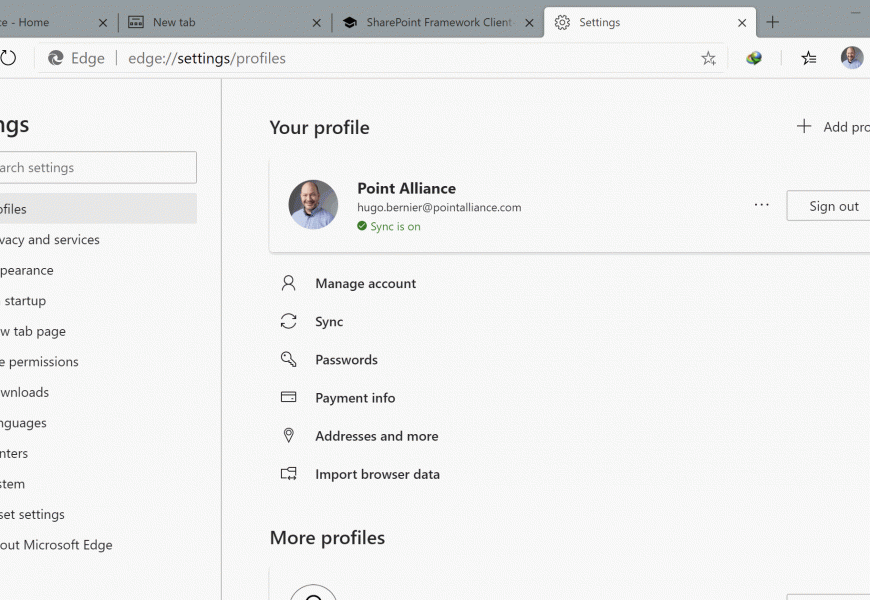 ce - Home
New tab
SharePoint Framework Client-
Settings
Edge
edge://settings/profiles
ngs
arch settings
ofiles
vacy and services
pearance
startup
w tab page
e permissions
wnloads
nguages
nters
stem
set settings
out Microsoft Edge
Your profile
Add pro
Point Alliance
hugo.bernier@pointalliance.com
Sync is on
Sign out
Manage account
Sync
Passwords
Payment info
Addresses and more
Import browser data
More profiles